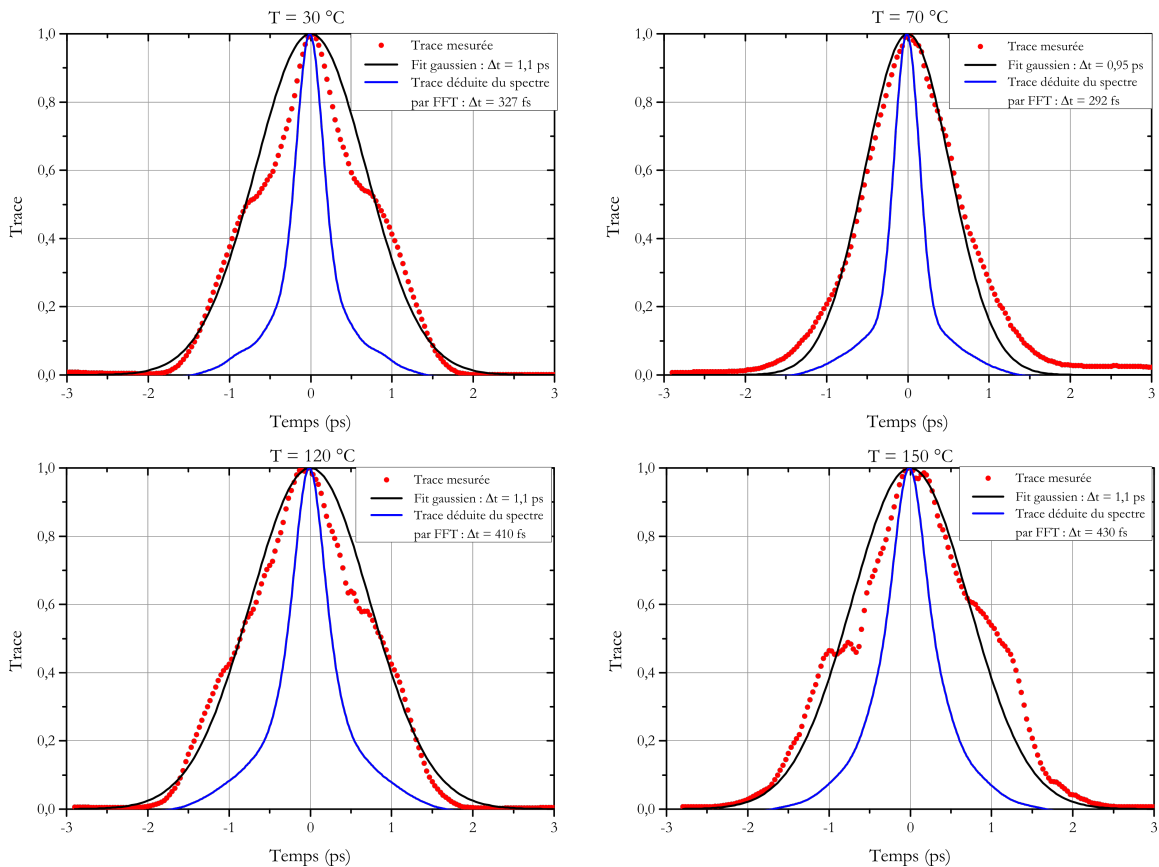 T = 30 °C
1,0
0,8
0,6
0,4
0,2
0,0
Trace
-3
-2
-1
0
1
2
3
Temps (ps)
Trace mesurée
Fit gaussien : Δt = 1,1 ps
Trace déduite du spectre
par FFT : Δt = 327 fs
T = 70 °C
1,0
0,8
0,6
0,4
0,2
0,0
Trace
-3
-2
-1
0
1
2
3
Temps (ps)
Trace mesurée
Fit gaussien : Δt = 0,95 ps
Trace déduite du spectre
par FFT : Δt = 292 fs
T = 120 °C
1,0
0,8
0,6
0,4
0,2
0,0
Trace
-3
-2
-1
0
1
2
3
Temps (ps)
Trace mesurée
Fit gaussien : Δt = 1,1 ps
Trace déduite du spectre
par FFT : Δt = 410 fs
T = 150 °C
1,0
0,8
0,6
0,4
0,2
0,0
Trace
-3
-2
-1
0
1
2
3
Temps (ps)
Trace mesurée
Fit gaussien : Δt = 1,1 ps
Trace déduite du spectre
par FFT : Δt = 430 fs